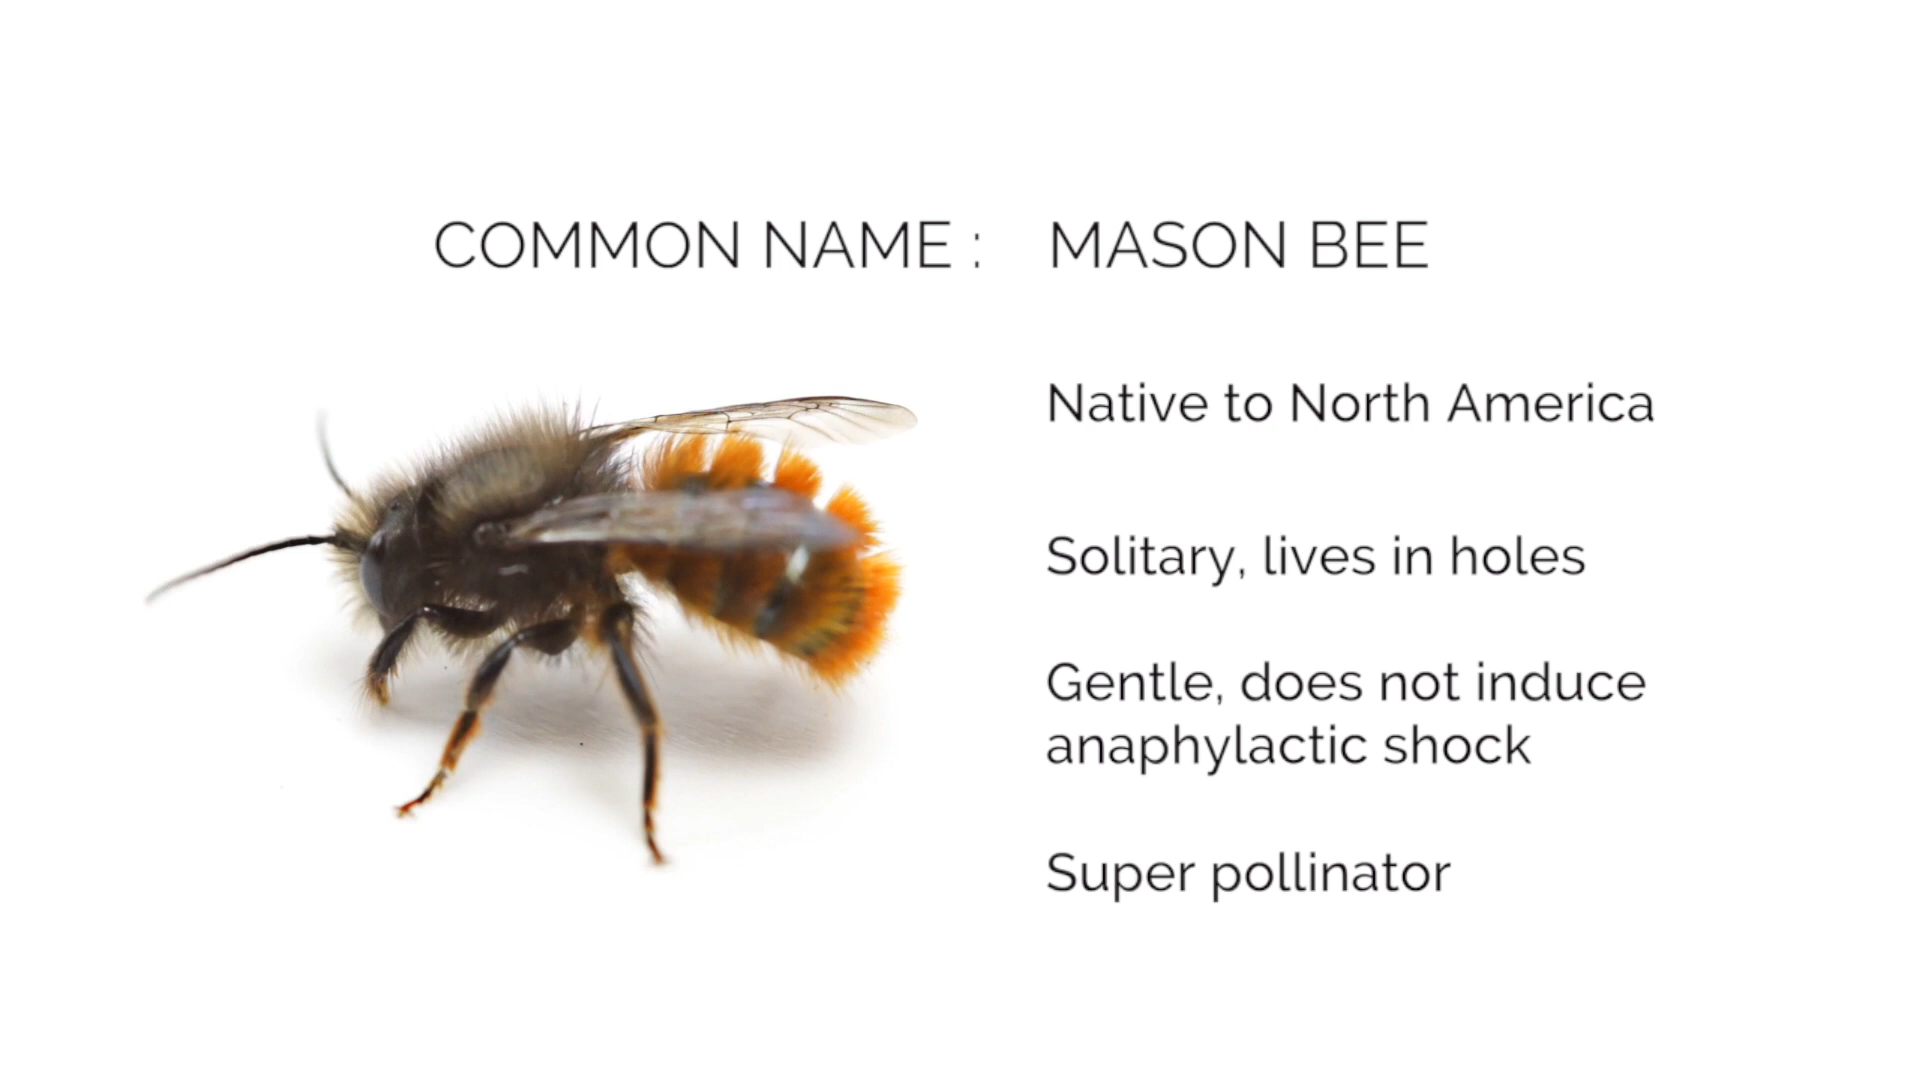 COMMON NAME : MASON BEE
Native to North America
Solitary, lives in holes
Gentle, does not induce
anaphylactic shock
Super pollinator